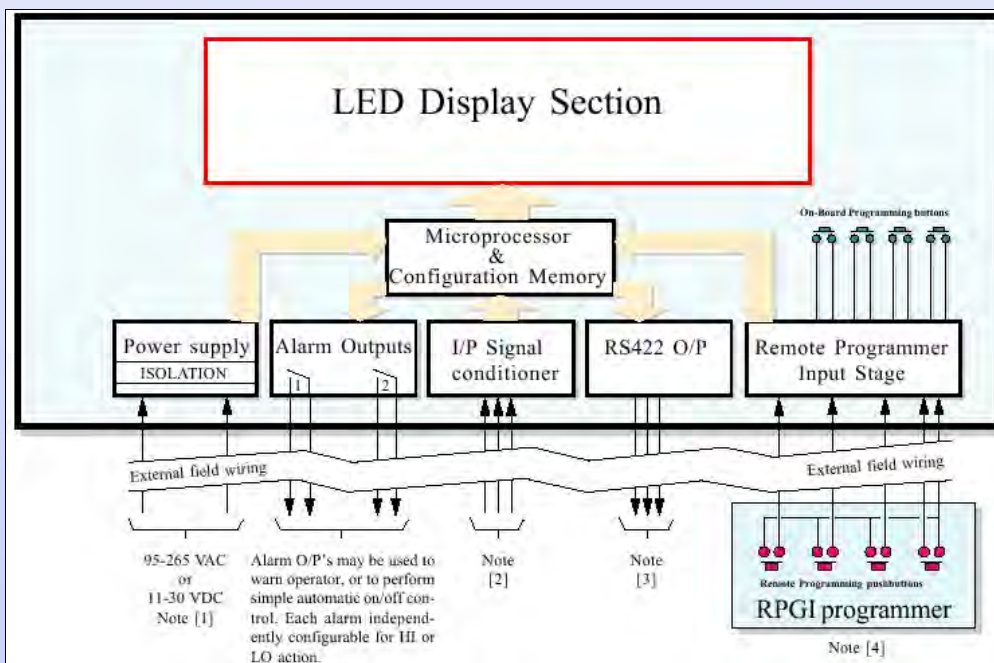 LED Display Section
On-Board Programming buttons
Microprocessor
&
Configuration Memory
Power supply
ISOLATION
Alarm Outputs
1
2
I/P Signal
conditioner
RS422 O/P
Remote Programmer
Input Stage
External field wiring
External field wiring
95-265 VAC
or
11-30 VDC
Note [1]
Alarm O/P's may be used to
warn operator, or to perform
simple automatic on/off con-
trol. Each alarm independ-
ently configurable for HI or
LO action.
Note
[2]
Note
[3]
Remote Programming pushbuttons
RPGI programmer
Note [4]